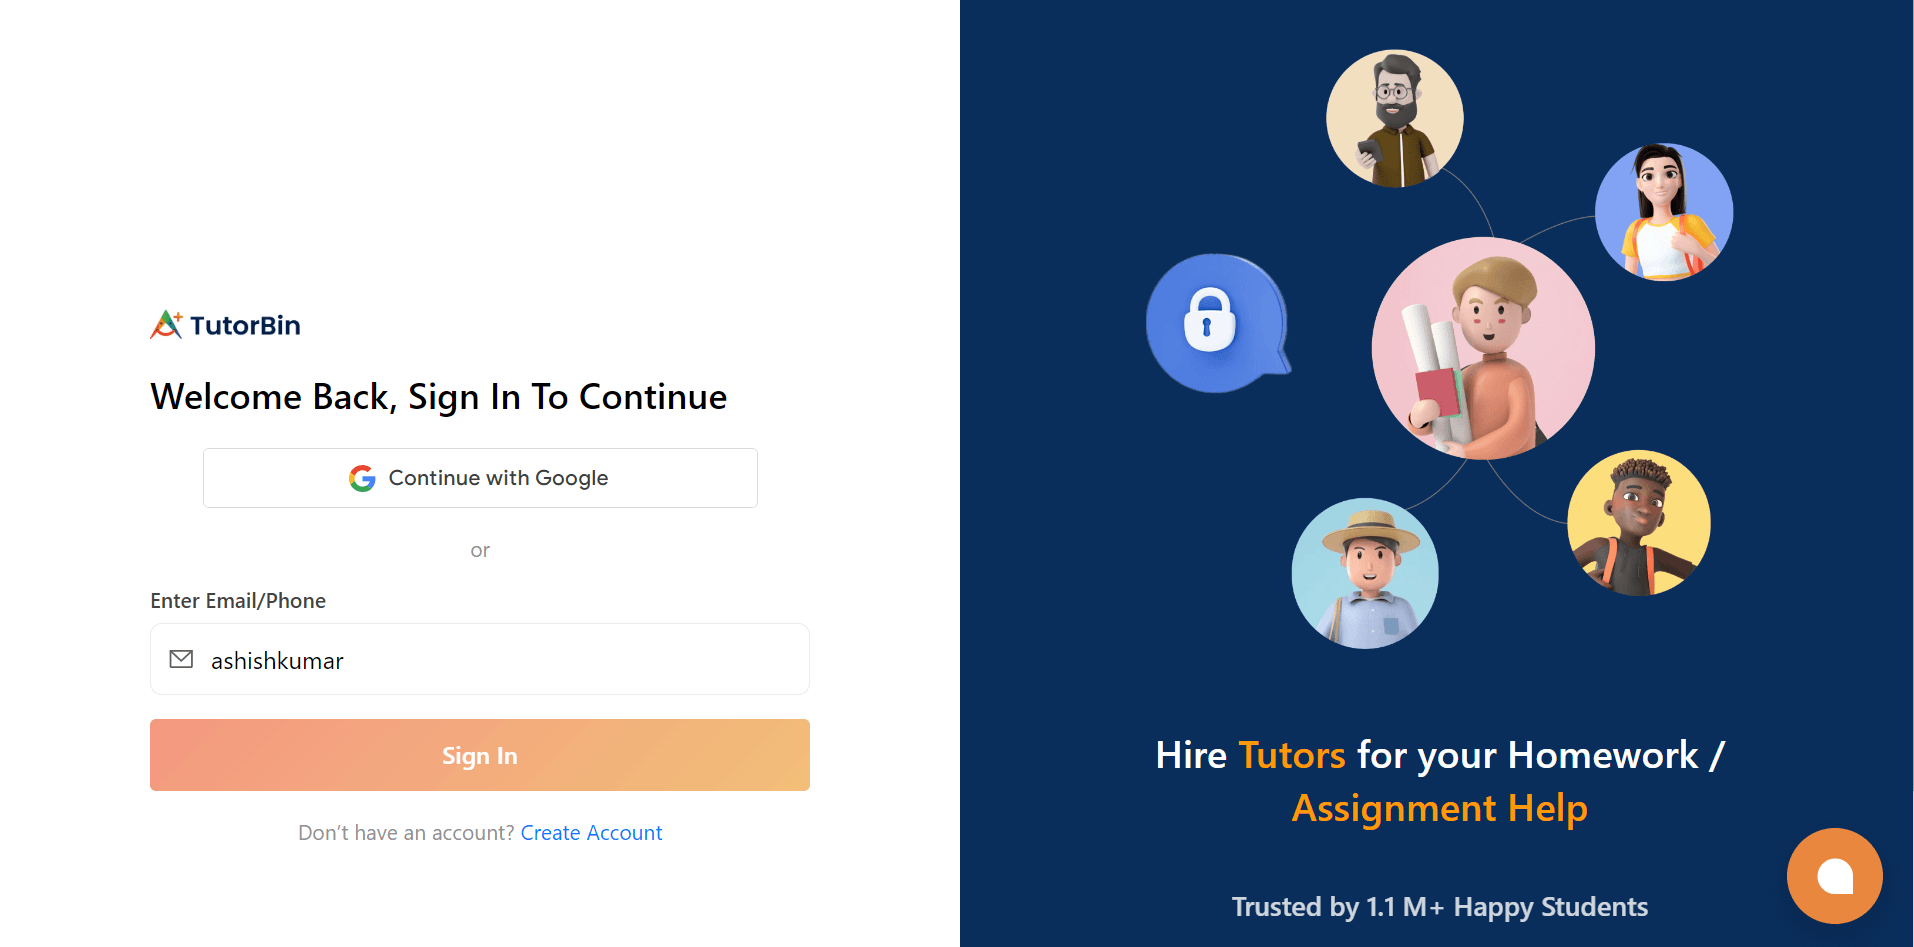 TutorBin
Welcome Back, Sign In To Continue
Continue with Google
or
Enter Email/Phone
ashishkumar
Sign In
Don’t have an account? Create Account
Hire Tutors for your Homework /
Assignment Help
Trusted by 1.1 M+ Happy Students